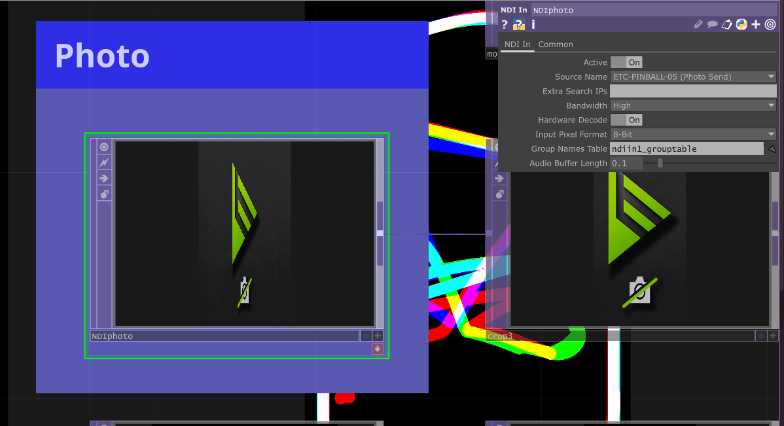 NDI In NDIphoto
? ? i
Photo
mo
NDI In Common
Active On
Source Name ETC-PINBALL-05 (Photo Send)
Extra Search IPs
Bandwidth High
Hardware Decode On
Input Pixel Format 8-Bit
Group Names Table ndiin1_grouptable
Audio Buffer Length 0.1
NDIphoto
crop3